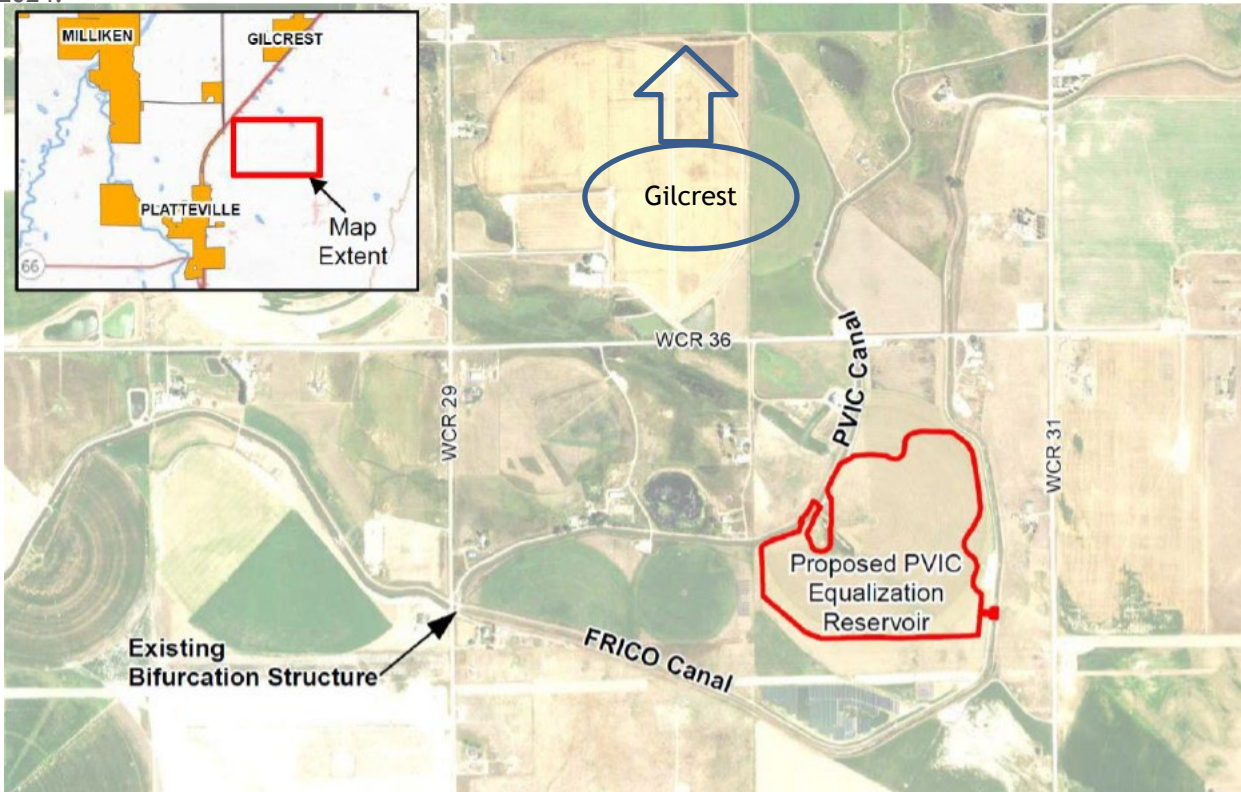 MILLIKEN
GILCREST
PLATTEVILLE
Map
Extent
66
Gilcrest
WCR 36
PVIC Canal
WCR 29
WCR 31
Proposed PVIC
Equalization
Reservoir
FRICO Canal
Existing
Bifurcation Structure